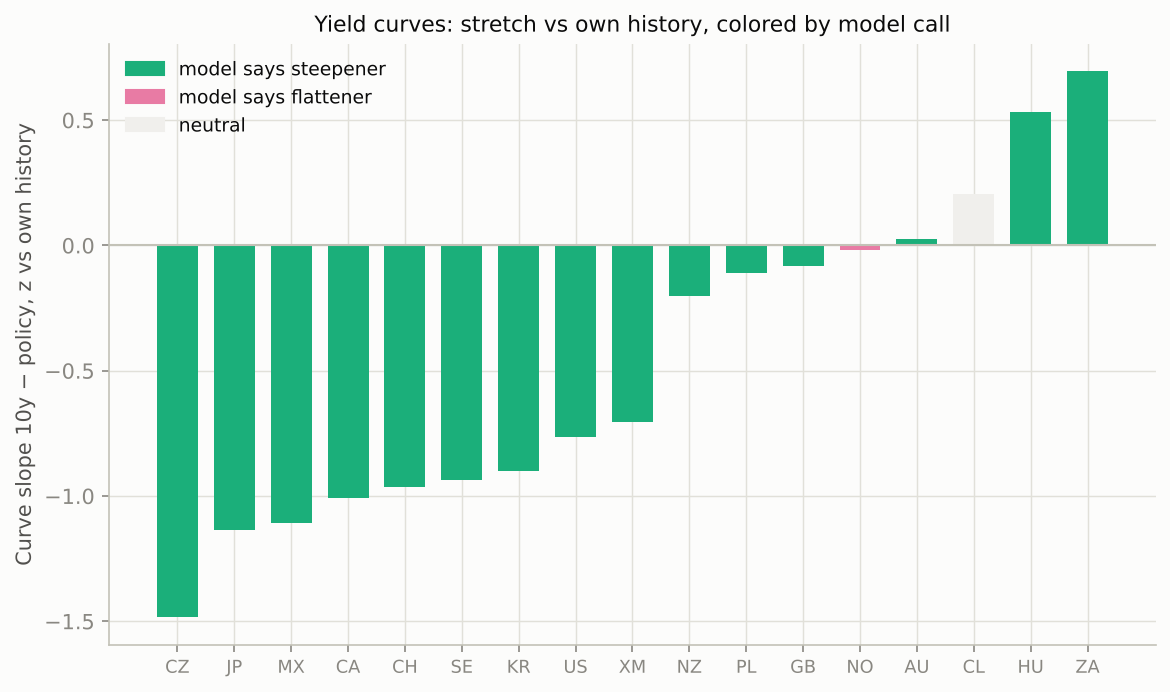 Yield curves: stretch vs own history, colored by model call
model says steepener
model says flattener
neutral
Curve slope 10y − policy, z vs own history
0.5
0.0
−0.5
−1.0
−1.5
CZ JP MX CA CH SE KR US XM NZ PL GB NO AU CL HU ZA